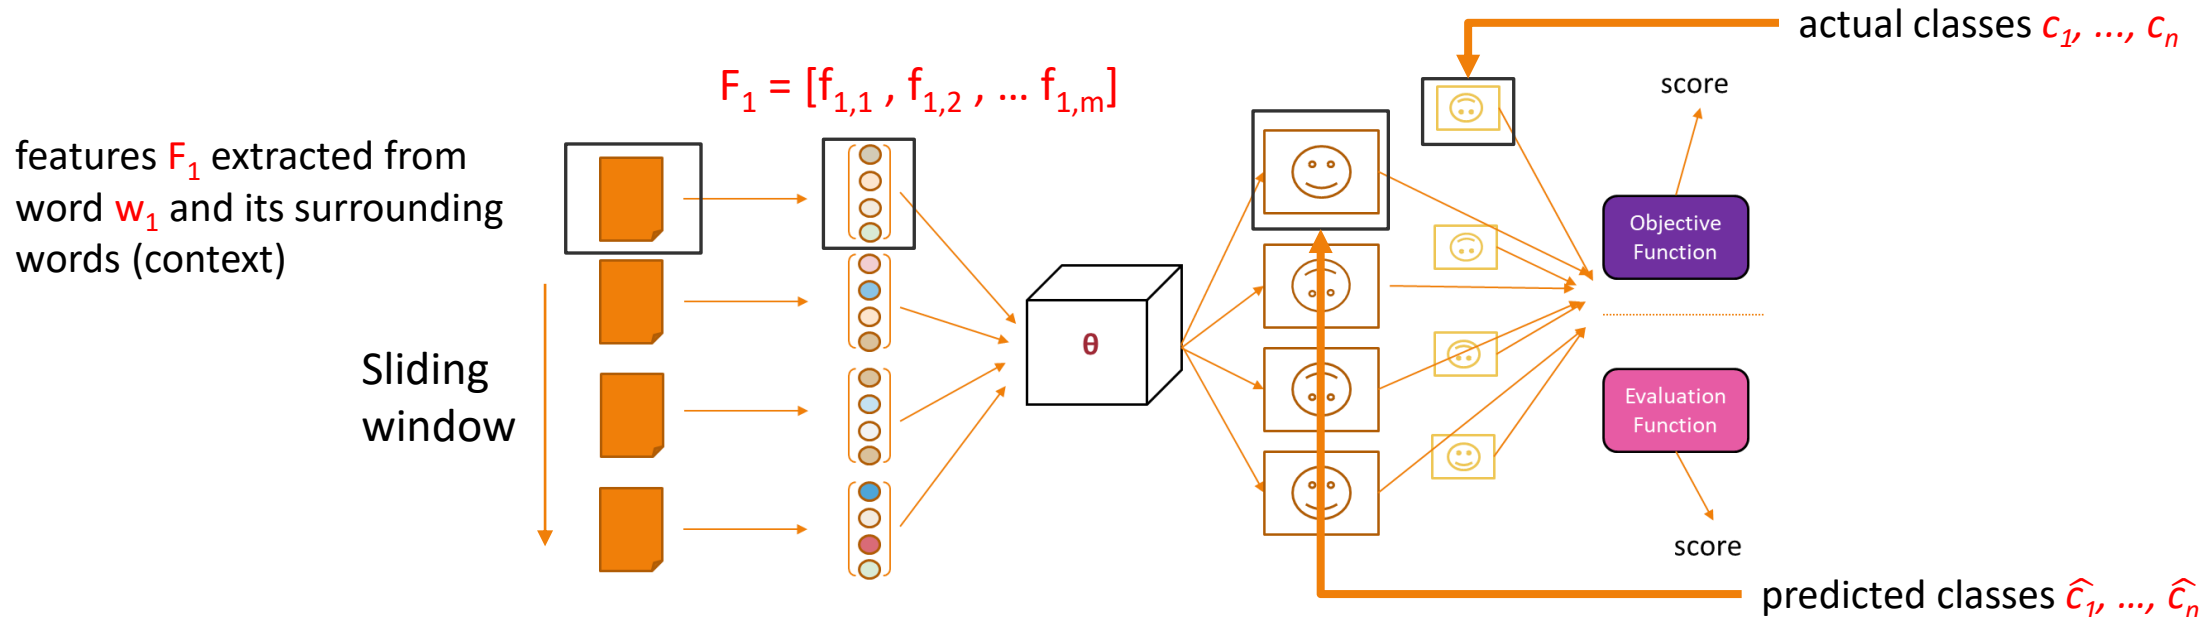 actual classes c₁, ..., cₙ
score
F₁ = [f₁,₁ , f₁,₂ , ... f₁,ₘ]
features F₁ extracted from
word w₁ and its surrounding
words (context)
Objective
Function
θ
Sliding
window
Evaluation
Function
score
predicted classes ĉ₁, ..., ĉₙ